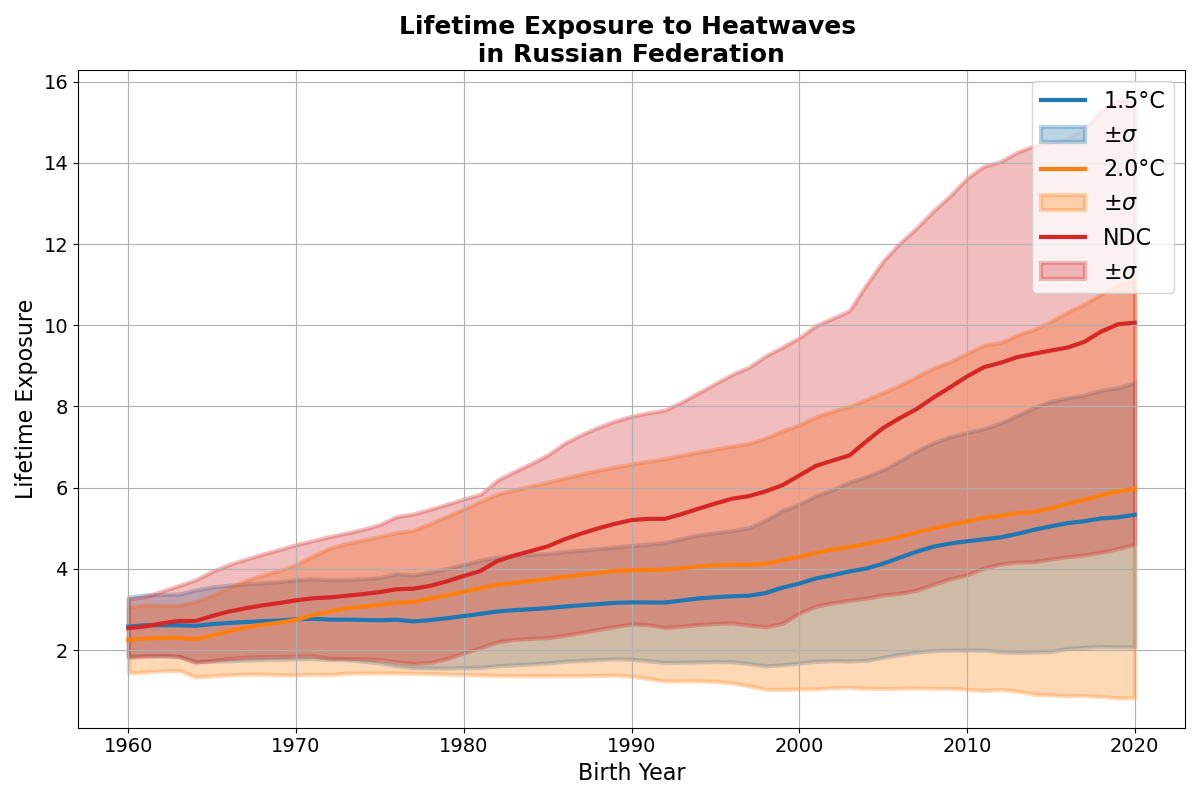 Lifetime Exposure to Heatwaves
in Russian Federation
Lifetime Exposure
16
14
12
10
8
6
4
2
1960
1970
1980
1990
2000
2010
2020
Birth Year
1.5°C
±σ
2.0°C
±σ
NDC
±σ